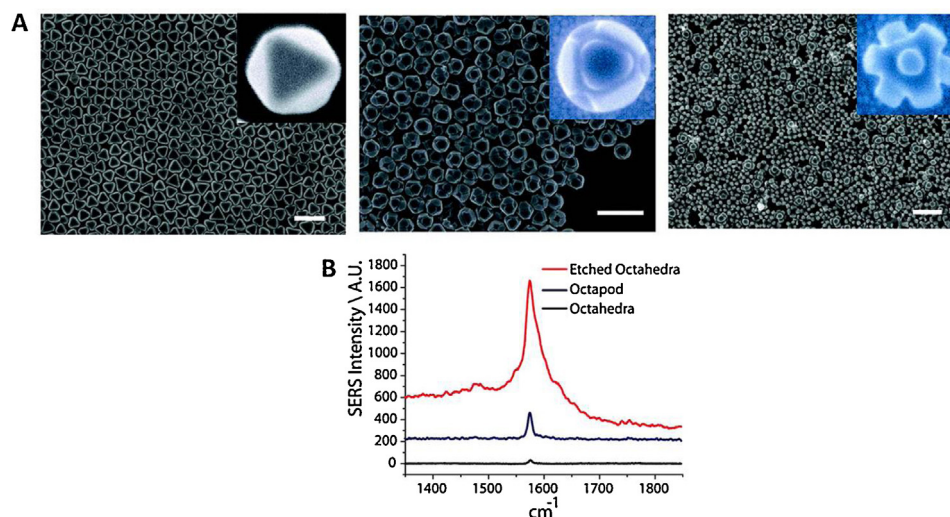 A
B
1800
1600
1400
1200
1000
800
600
400
200
0
SERS Intensity \ A.U.
Etched Octahedra
Octapod
Octahedra
1400 1500 1600 1700 1800
cm-1